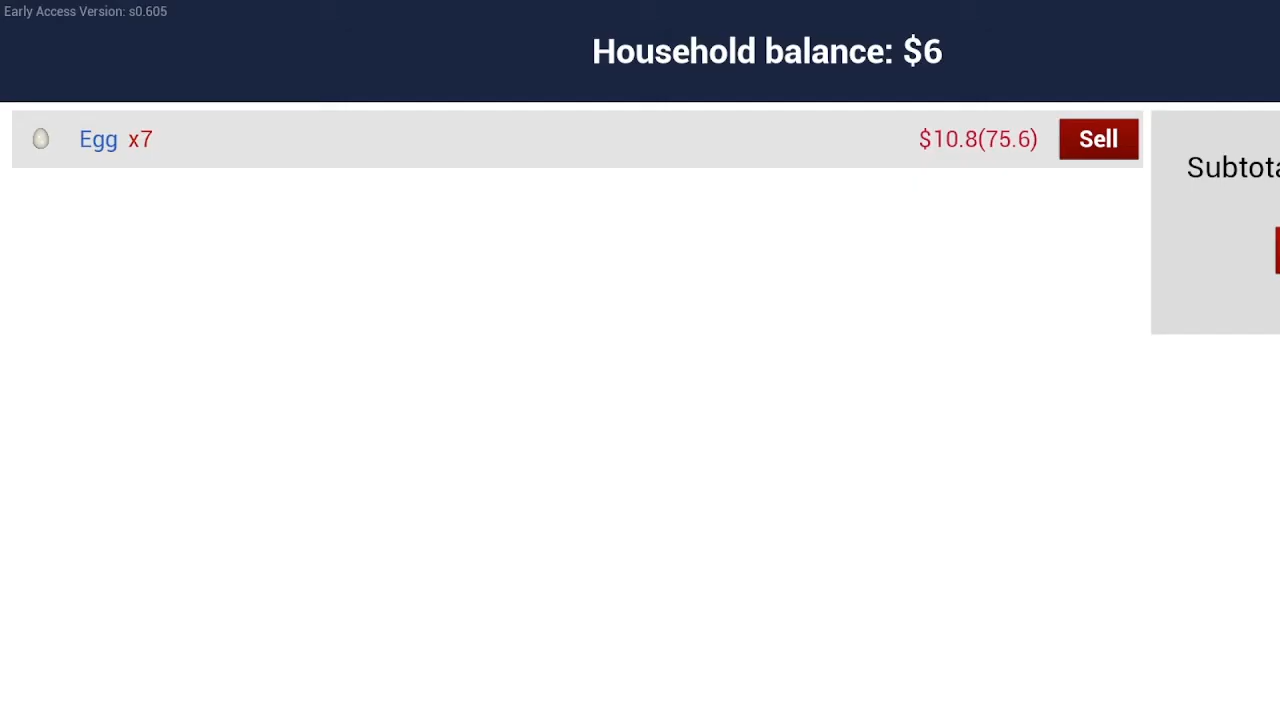 Early Access Version: s0.605
Household balance: $6
Egg x7 $10.8(75.6) Sell